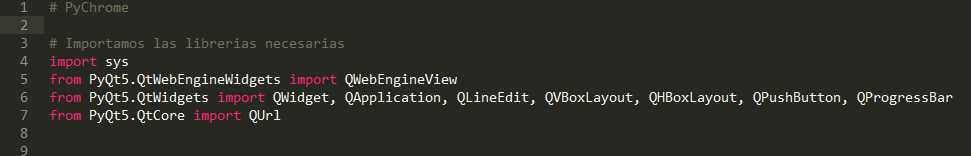 1 # PyChrome
2
3 # Importamos las librerias necesarias
4 import sys
5 from PyQt5.QtWebEngineWidgets import QWebEngineView
6 from PyQt5.QtWidgets import QWidget, QApplication, QLineEdit, QVBoxLayout, QHBoxLayout, QPushButton, QProgressBar
7 from PyQt5.QtCore import QUrl
8
9